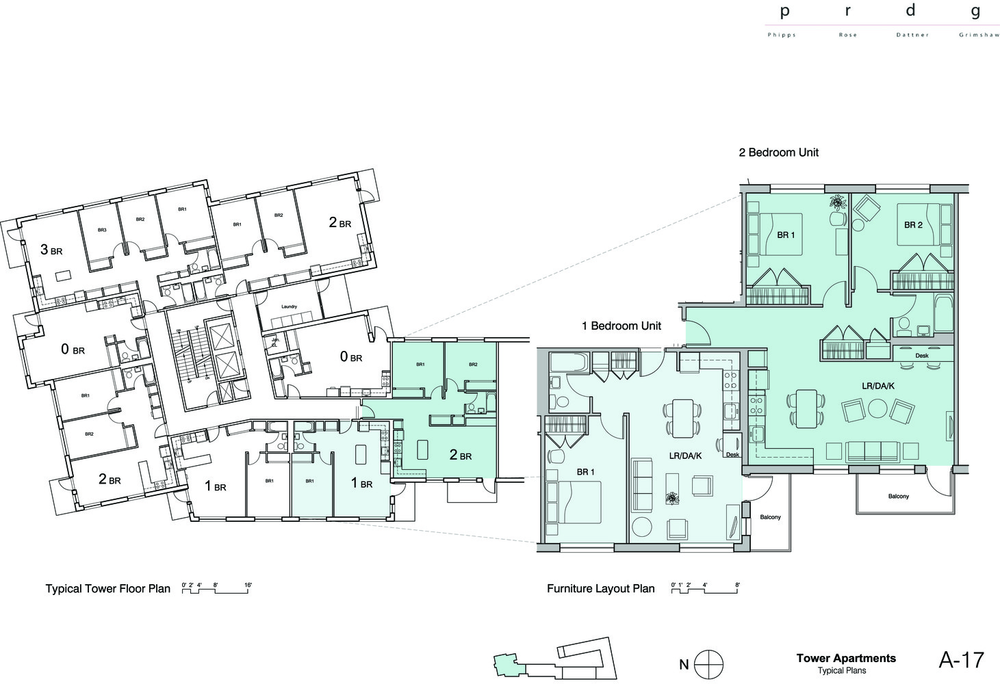 p r d g
Phipps Rose Dattner Grimshaw
2 Bedroom Unit
1 Bedroom Unit
BR 1
BR 2
Desk
LR/DA/K
Balcony
BR 1
LR/DA/K
Desk
Balcony
3 BR
BR3
BR2
BR1
BR1
BR2
2 BR
Laundry
Jan.
CL
0 BR
DN
UP
UP
DN
0 BR
BR1
BR2
2 BR
1 BR
BR1
BR1
1 BR
BR1
BR2
2 BR
Typical Tower Floor Plan
0' 2' 4' 8' 16'
Furniture Layout Plan
0' 1' 2' 4' 8'
N
Tower Apartments
Typical Plans
A-17